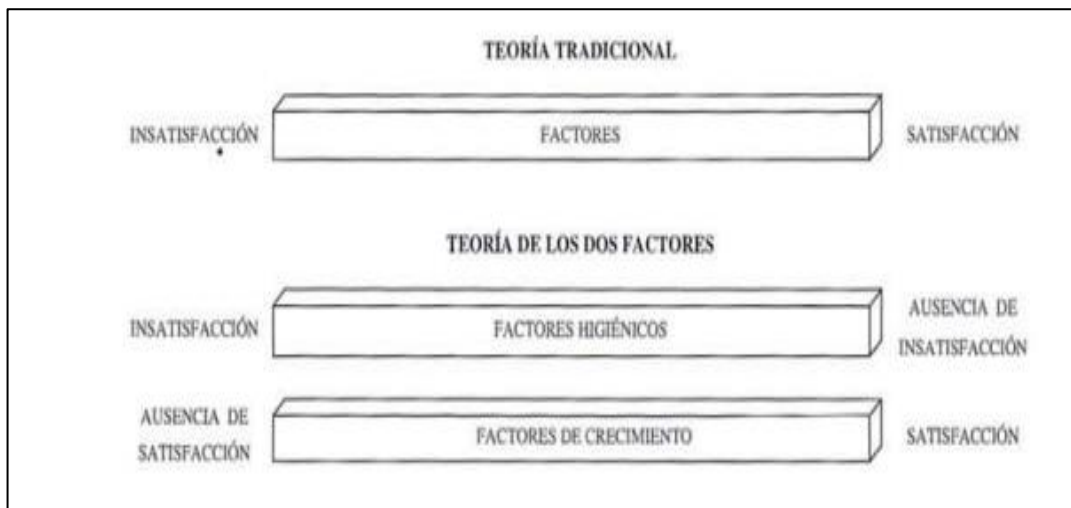 TEORÍA TRADICIONAL
INSATISFACCIÓN
FACTORES
SATISFACCIÓN
TEORÍA DE LOS DOS FACTORES
INSATISFACCIÓN
FACTORES HIGIÉNICOS
AUSENCIA DE
INSATISFACCIÓN
AUSENCIA DE
SATISFACCIÓN
FACTORES DE CRECIMIENTO
SATISFACCIÓN